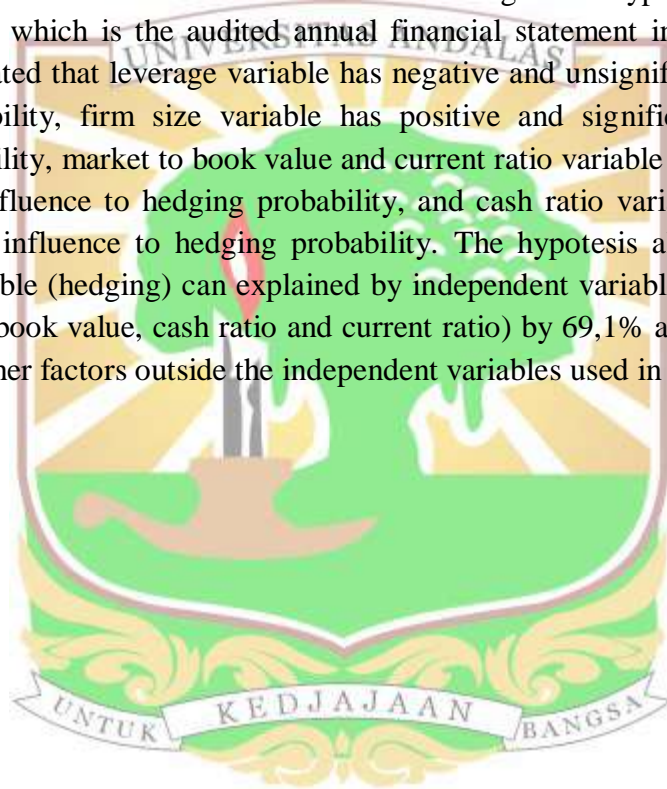 which is the audited annual financial statement in
UNIVERSITAS ANDALAS
ated that leverage variable has negative and unsignif
bility, firm size variable has positive and signific
ility, market to book value and current ratio variable
fluence to hedging probability, and cash ratio vari
influence to hedging probability. The hypotesis a
ble (hedging) can explained by independent variabl
book value, cash ratio and current ratio) by 69,1% a
her factors outside the independent variables used in
UNTUK KEDJAJAAN BANGSA